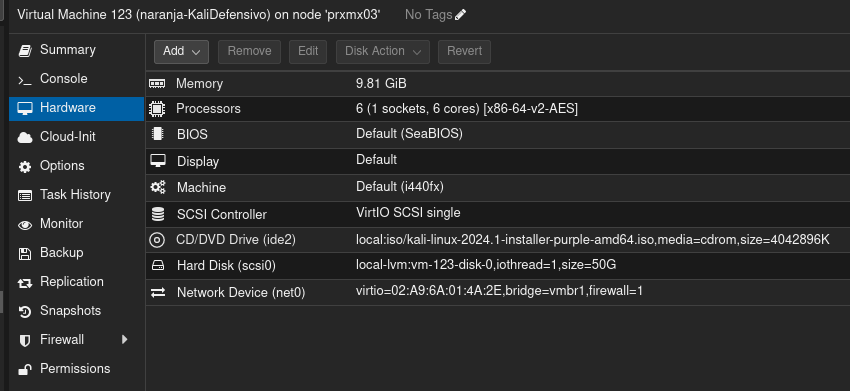 Virtual Machine 123 (naranja-KaliDefensivo) on node 'prxmx03' No Tags
Summary
Console
Hardware
Cloud-Init
Options
Task History
Monitor
Backup
Replication
Snapshots
Firewall
Permissions
Add Remove Edit Disk Action Revert
Memory 9.81 GiB
Processors 6 (1 sockets, 6 cores) [x86-64-v2-AES]
BIOS Default (SeaBIOS)
Display Default
Machine Default (i440fx)
SCSI Controller VirtIO SCSI single
CD/DVD Drive (ide2) local:iso/kali-linux-2024.1-installer-purple-amd64.iso,media=cdrom,size=4042896K
Hard Disk (scsi0) local-lvm:vm-123-disk-0,iothread=1,size=50G
Network Device (net0) virtio=02:A9:6A:01:4A:2E,bridge=vmbr1,firewall=1